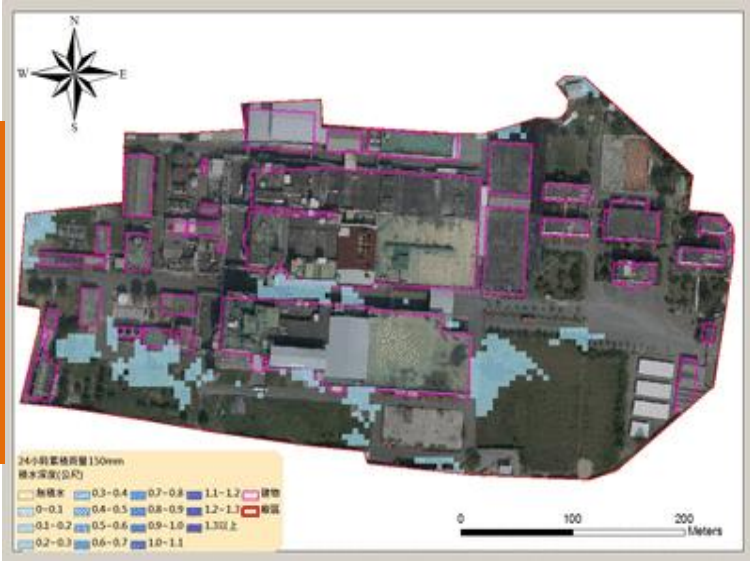 N
W E
S
24小時累積雨量150mm
積水深度(公尺)
無積水 0.3-0.4 0.7-0.8 1.1-1.2 建物
0-0.1 0.4-0.5 0.8-0.9 1.2-1.3 廠區
0.1-0.2 0.5-0.6 0.9-1.0 1.3以上
0.2-0.3 0.6-0.7 1.0-1.1
0 100 200
Meters